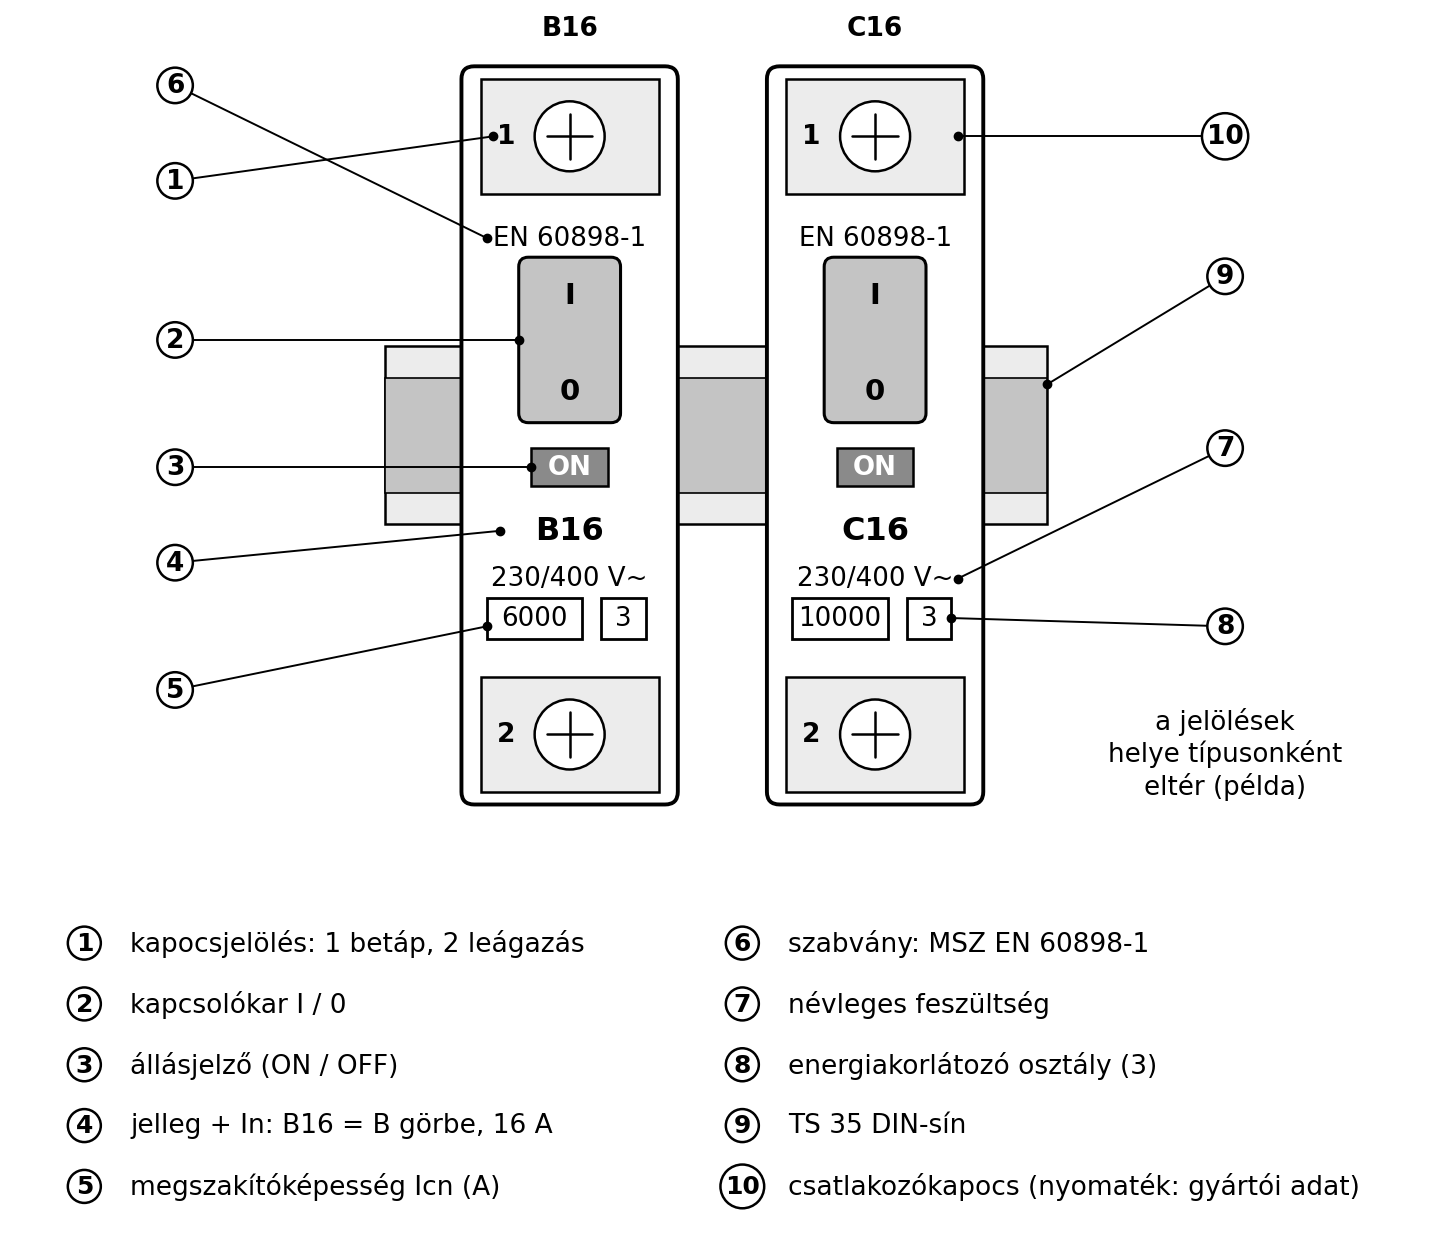 B16
C16
6
1
1
1
10
EN 60898-1
EN 60898-1
9
I
I
2
0
0
7
3
ON
ON
4
B16
C16
230/400 V~
230/400 V~
6000
3
10000
3
8
5
2
2
a jelölések
helye típusonként
eltér (példa)
1 kapocsjelölés: 1 betáp, 2 leágazás
2 kapcsolókar I / 0
3 állásjelző (ON / OFF)
4 jelleg + In: B16 = B görbe, 16 A
5 megszakítóképesség Icn (A)
6 szabvány: MSZ EN 60898-1
7 névleges feszültség
8 energiakorlátozó osztály (3)
9 TS 35 DIN-sín
10 csatlakozókapocs (nyomaték: gyártói adat)